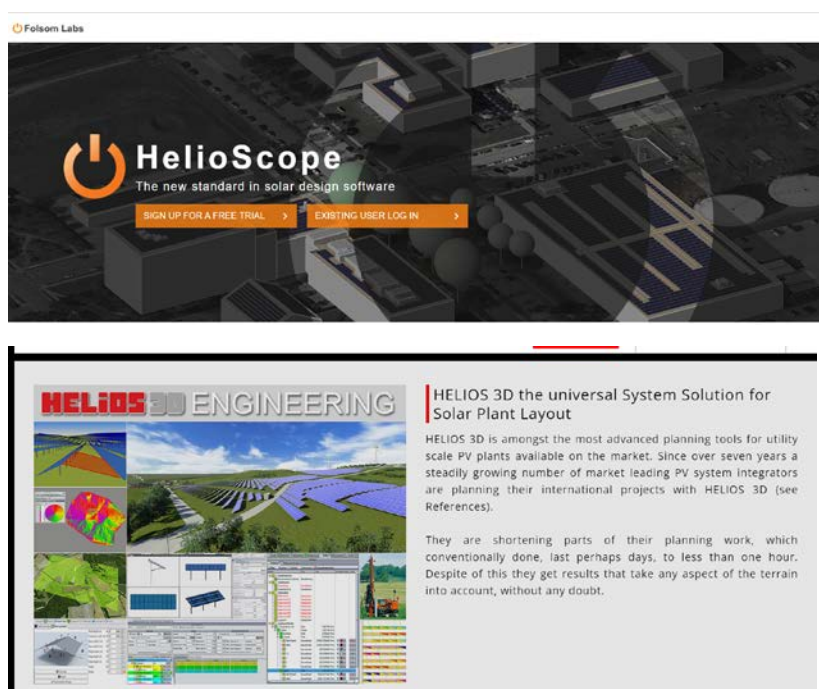 Folsom Labs
HelioScope
The new standard in solar design software
SIGN UP FOR A FREE TRIAL >
EXISTING USER LOG IN >
HELiOS 3D ENGINEERING
HELIOS 3D the universal System Solution for
Solar Plant Layout
HELIOS 3D is amongst the most advanced planning tools for utility
scale PV plants available on the market. Since over seven years a
steadily growing number of market leading PV system integrators
are planning their international projects with HELIOS 3D (see
References).
They are shortening parts of their planning work, which
conventionally done, last perhaps days, to less than one hour.
Despite of this they get results that take any aspect of the terrain
into account, without any doubt.